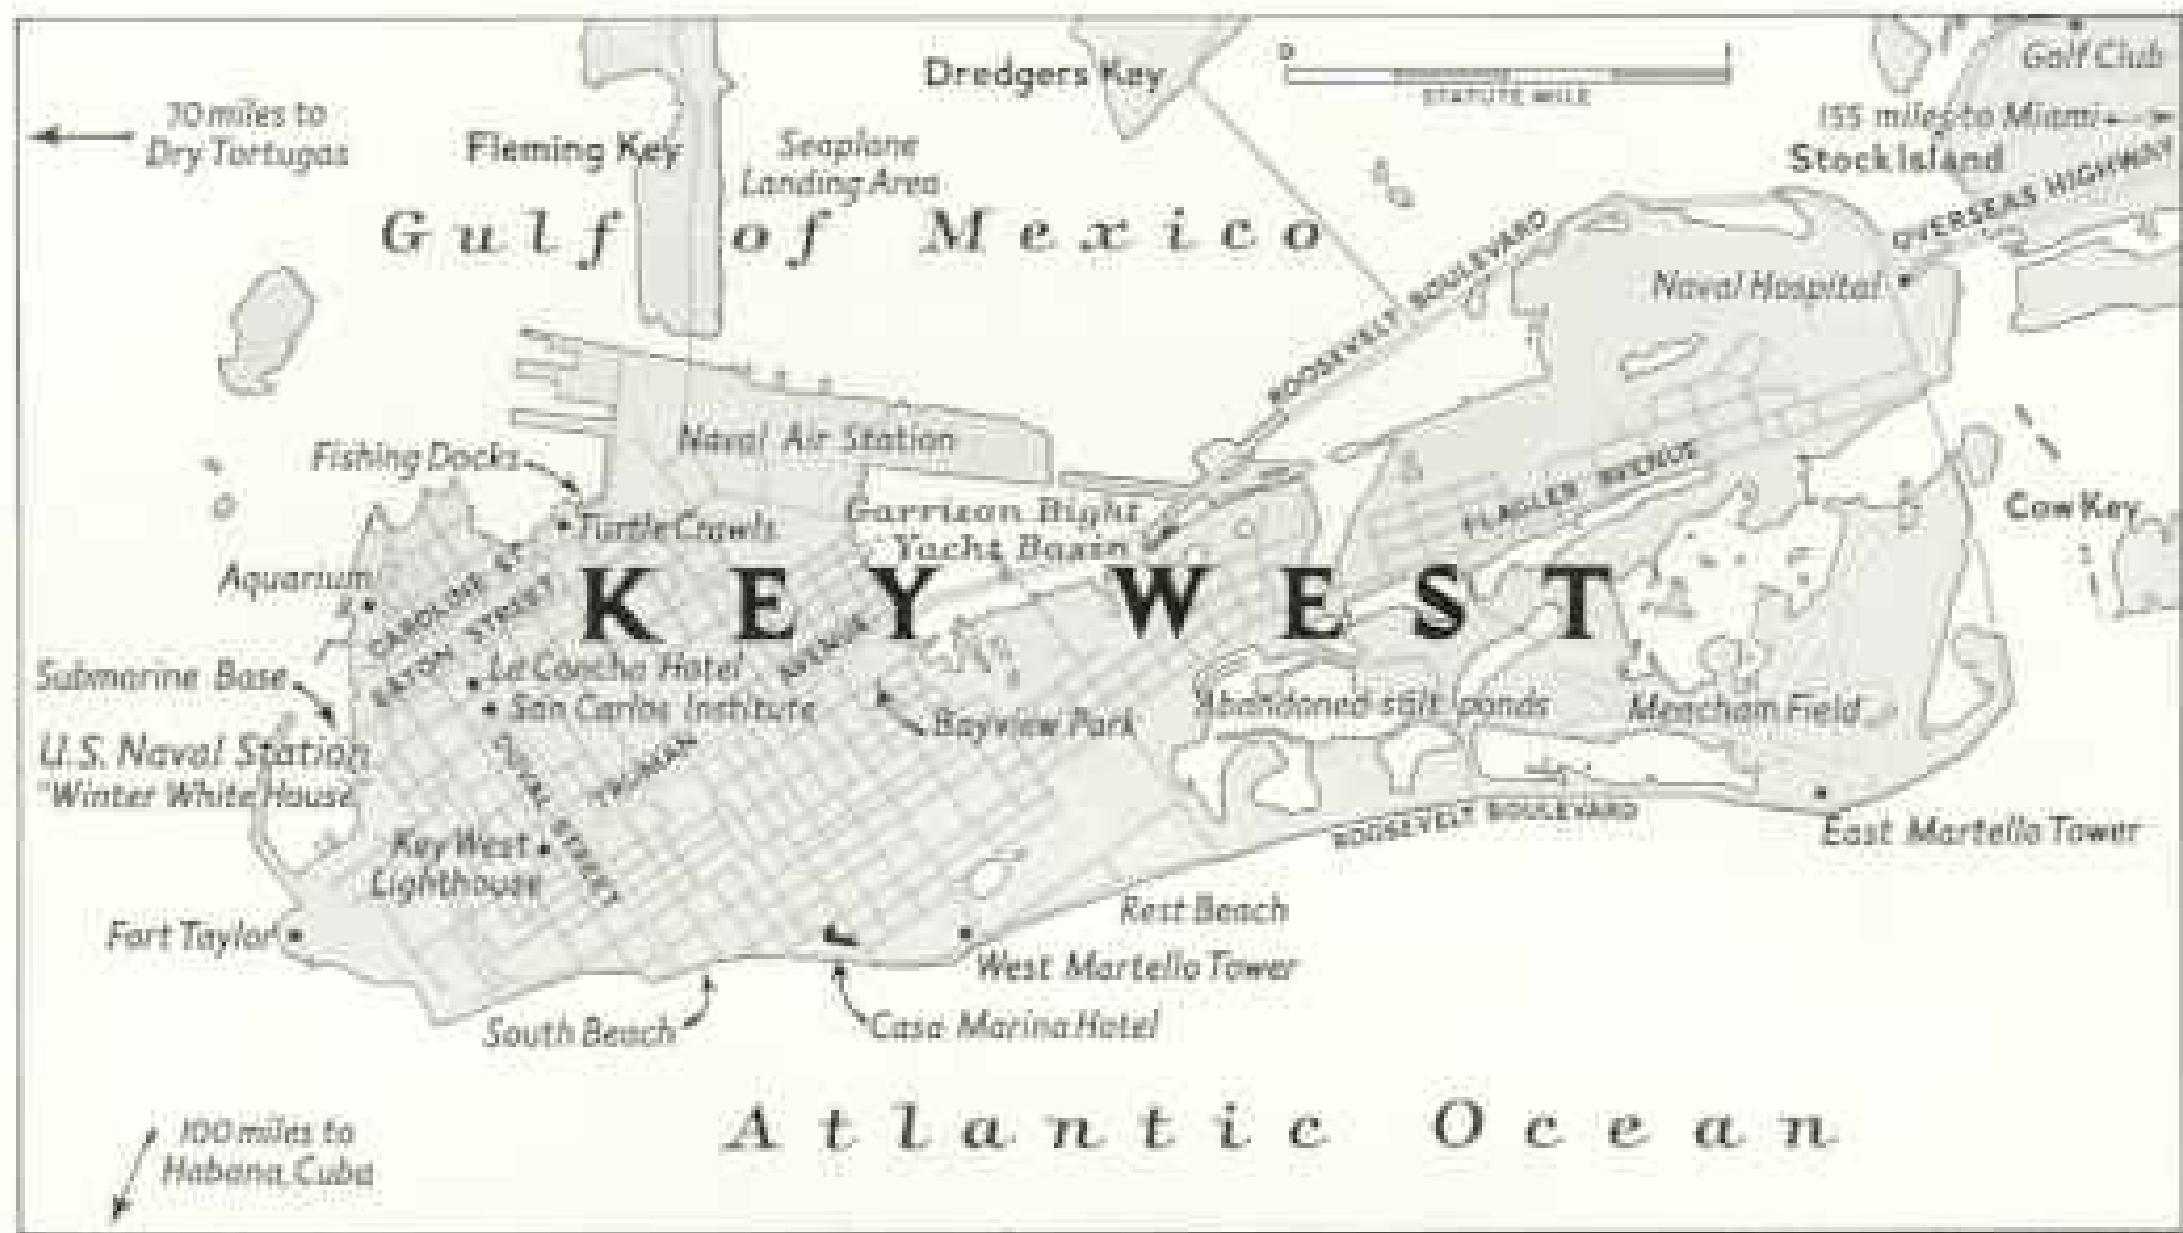 Dredgers Key
0 1
STATUTE MILE
Golf Club
70 miles to
Dry Tortugas
155 miles to Miami
Fleming Key
Seaplane
Landing Area
Stock Island
OVERSEAS HIGHWAY
Gulf of Mexico
ROOSEVELT BOULEVARD
Naval Hospital
Naval Air Station
Fishing Docks
FLAGLER AVENUE
Garrison Bight
Yacht Basin
Cow Key
Turtle Crawls
Aquarium
CAROLINE ST.
EATON STREET
KEY WEST
Submarine Base
La Concha Hotel
San Carlos Institute
TRUMAN AVENUE
Bayview Park
Abandoned salt ponds
Meacham Field
U.S. Naval Station
"Winter White House"
DUVAL STREET
ROOSEVELT BOULEVARD
East Martello Tower
Key West
Lighthouse
Fort Taylor
Rest Beach
West Martello Tower
South Beach
Casa Marina Hotel
Atlantic Ocean
100 miles to
Habana, Cuba